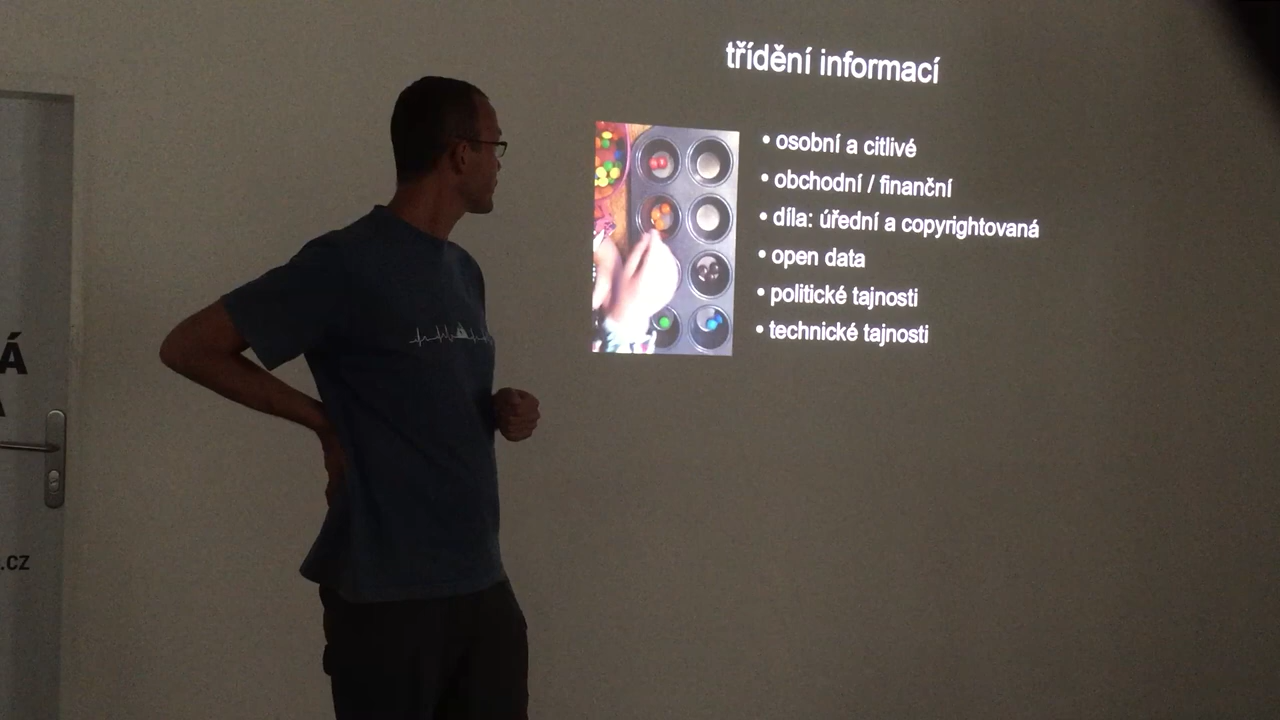 třídění informací
• osobní a citlivé
• obchodní / finanční
• díla: úřední a copyrightovaná
• open data
• politické tajnosti
• technické tajnosti
Á
.cz